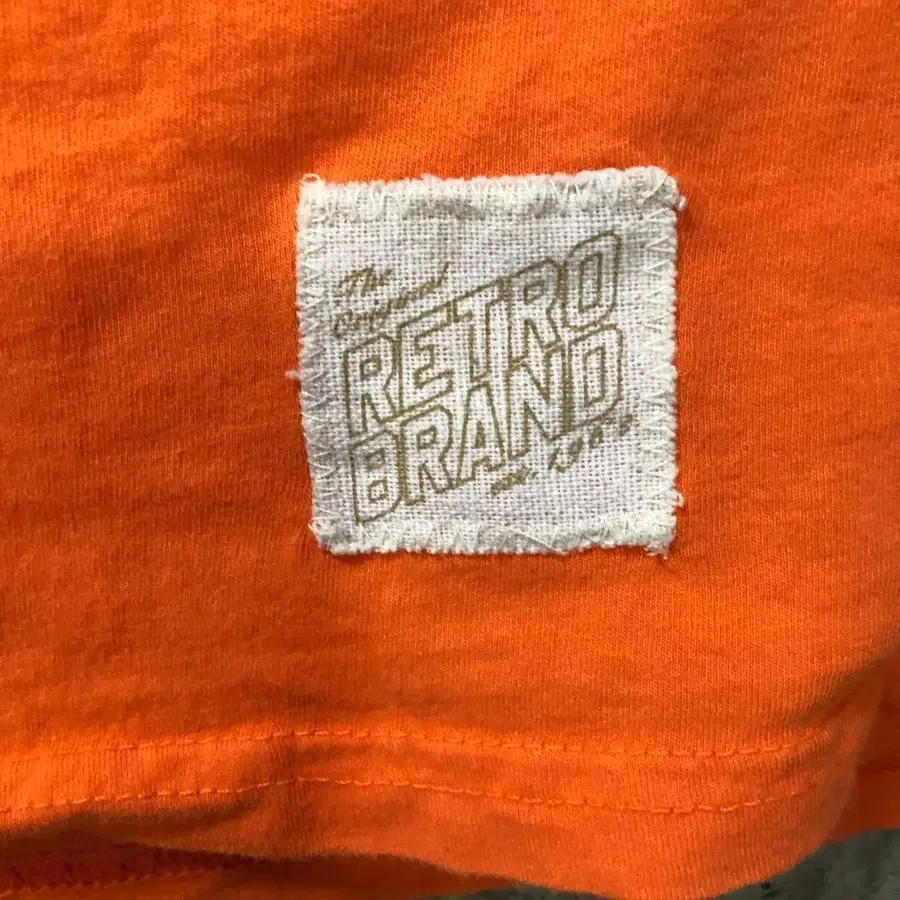 The
Original
RETRO
BRAND